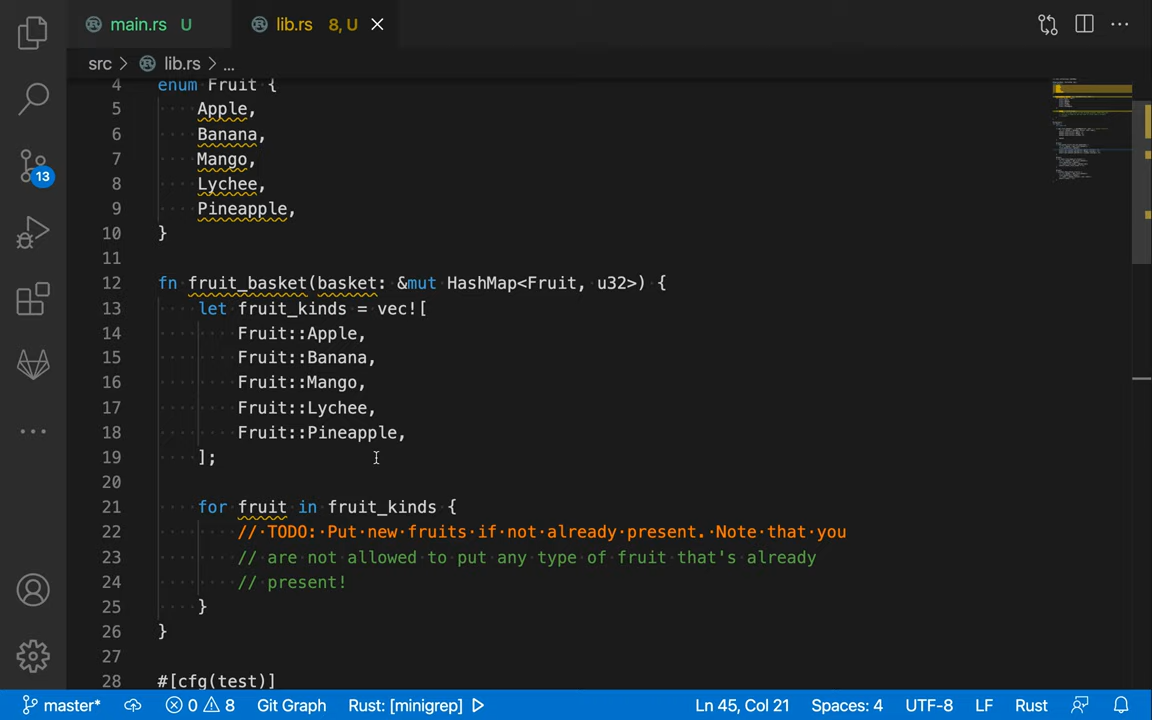 main.rs U lib.rs 8, U
src > lib.rs > ...
4 enum Fruit {
5 Apple,
6 Banana,
7 Mango,
8 Lychee,
9 Pineapple,
10 }
11
12 fn fruit_basket(basket: &mut HashMap<Fruit, u32>) {
13 let fruit_kinds = vec![
14 Fruit::Apple,
15 Fruit::Banana,
16 Fruit::Mango,
17 Fruit::Lychee,
18 Fruit::Pineapple,
19 ];
20
21 for fruit in fruit_kinds {
22 // TODO: Put new fruits if not already present. Note that you
23 // are not allowed to put any type of fruit that's already
24 // present!
25 }
26 }
27
28 #[cfg(test)]
13
master* 0 8 Git Graph Rust: [minigrep] Ln 45, Col 21 Spaces: 4 UTF-8 LF Rust